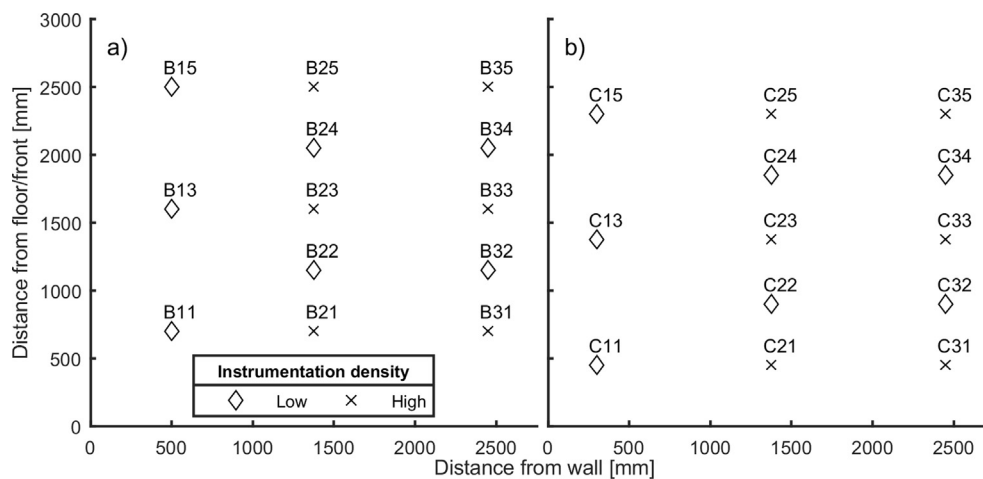 3000
a)
b)
B15
B25
B35
C15
C25
C35
2500
B24
B34
C24
C34
2000
B13
B23
B33
C13
C23
C33
1500
B22
B32
C22
C32
1000
B11
B21
B31
C11
C21
C31
500
Instrumentation density
Low
High
0
Distance from floor/front [mm]
0 500 1000 1500 2000 2500
0 500 1000 1500 2000 2500
Distance from wall [mm]